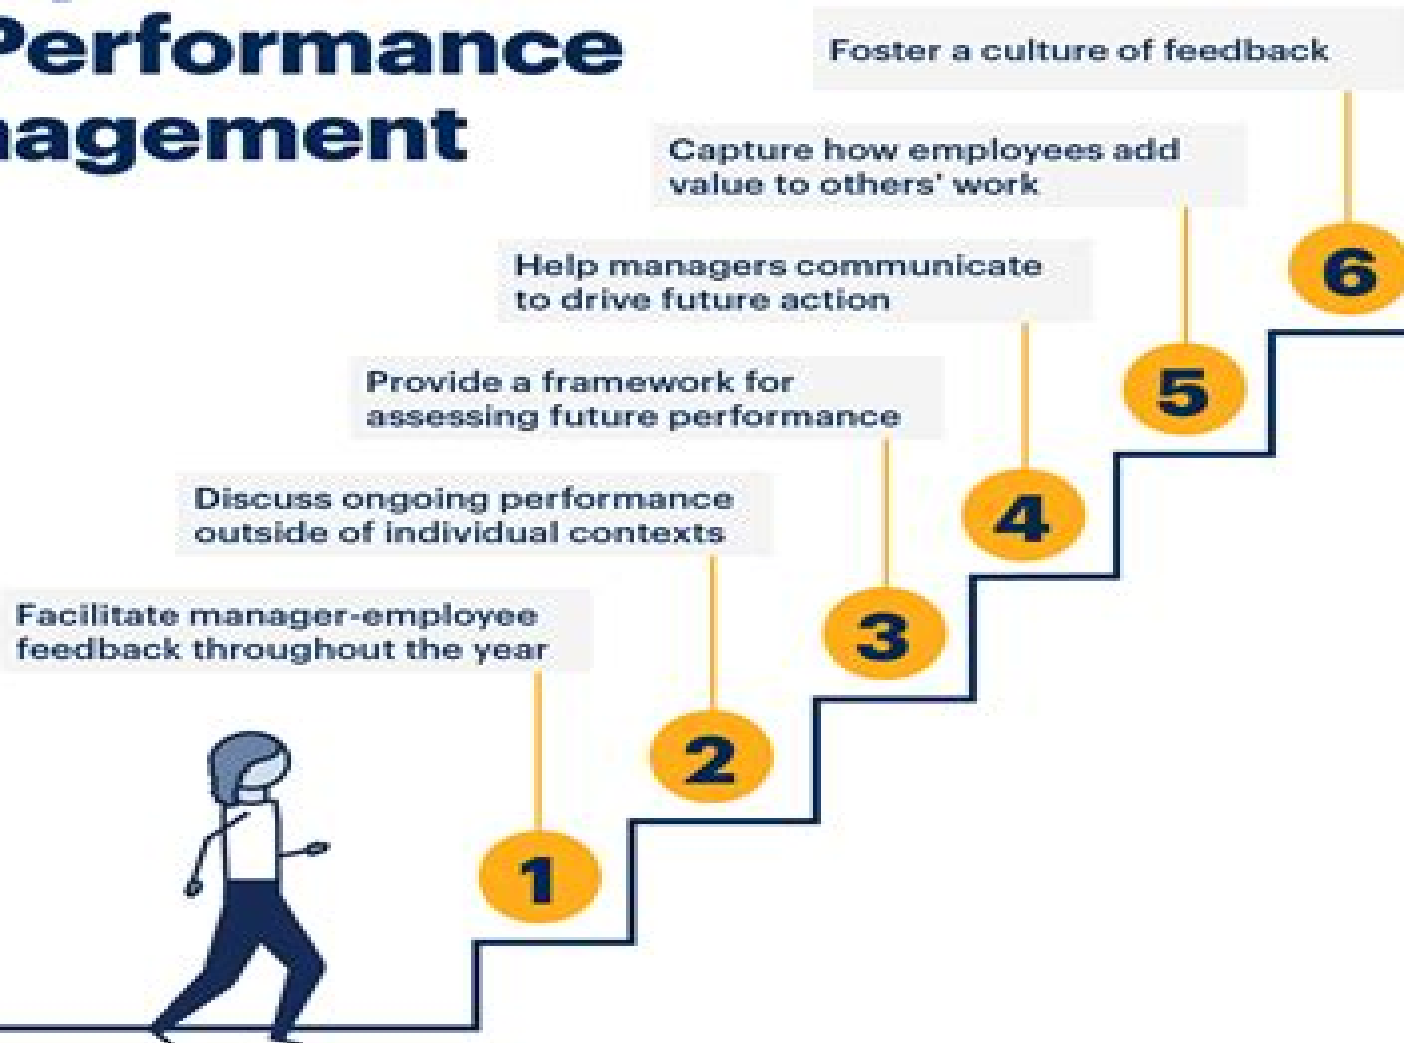 Performance
nagement
Foster a culture of feedback
Capture how employees add
value to others' work
Help managers communicate
to drive future action
Provide a framework for
assessing future performance
Discuss ongoing performance
outside of individual contexts
Facilitate manager-employee
feedback throughout the year
6
5
4
3
2
1